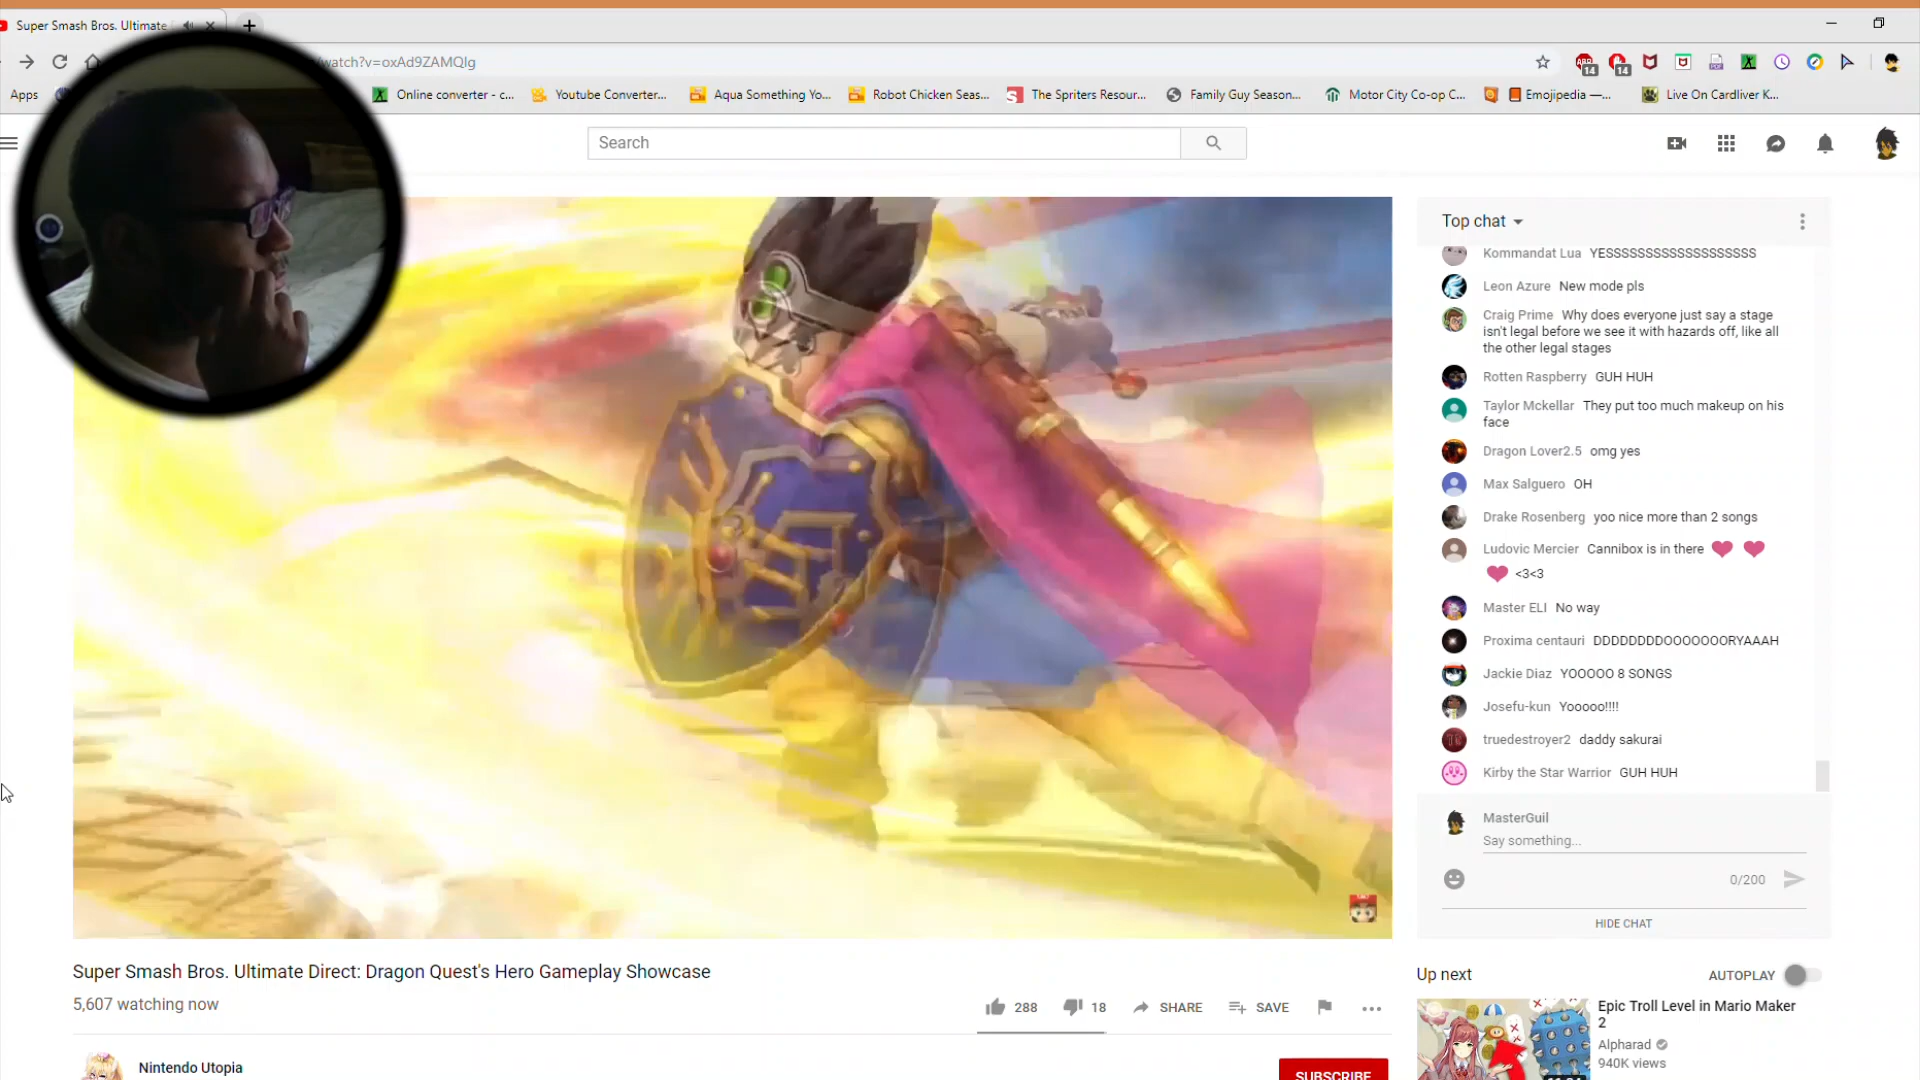 Super Smash Bros. Ultimate
/watch?v=oxAd9ZAMQIg
14
14
Apps
Online converter - c...
Youtube Converter...
Aqua Something Yo...
Robot Chicken Seas...
The Spriters Resour...
Family Guy Season...
Motor City Co-op C...
Emojipedia —...
Live On Cardliver K...
Search
Top chat
Kommandat Lua YESSSSSSSSSSSSSSSSSSS
Leon Azure New mode pls
Craig Prime Why does everyone just say a stage
isn't legal before we see it with hazards off, like all
the other legal stages
Rotten Raspberry GUH HUH
Taylor Mckellar They put too much makeup on his
face
Dragon Lover2.5 omg yes
Max Salguero OH
Drake Rosenberg yoo nice more than 2 songs
Ludovic Mercier Cannibox is in there
<3<3
Master ELI No way
Proxima centauri DDDDDDDDOOOOOOORYAAAH
Jackie Diaz YOOOOO 8 SONGS
Josefu-kun Yooooo!!!!
truedestroyer2 daddy sakurai
Kirby the Star Warrior GUH HUH
MasterGuil
Say something...
0/200
HIDE CHAT
Super Smash Bros. Ultimate Direct: Dragon Quest's Hero Gameplay Showcase
5,607 watching now
288
18
SHARE
SAVE
Nintendo Utopia
SUBSCRIBE
Up next
AUTOPLAY
Epic Troll Level in Mario Maker
2
Alpharad
940K views